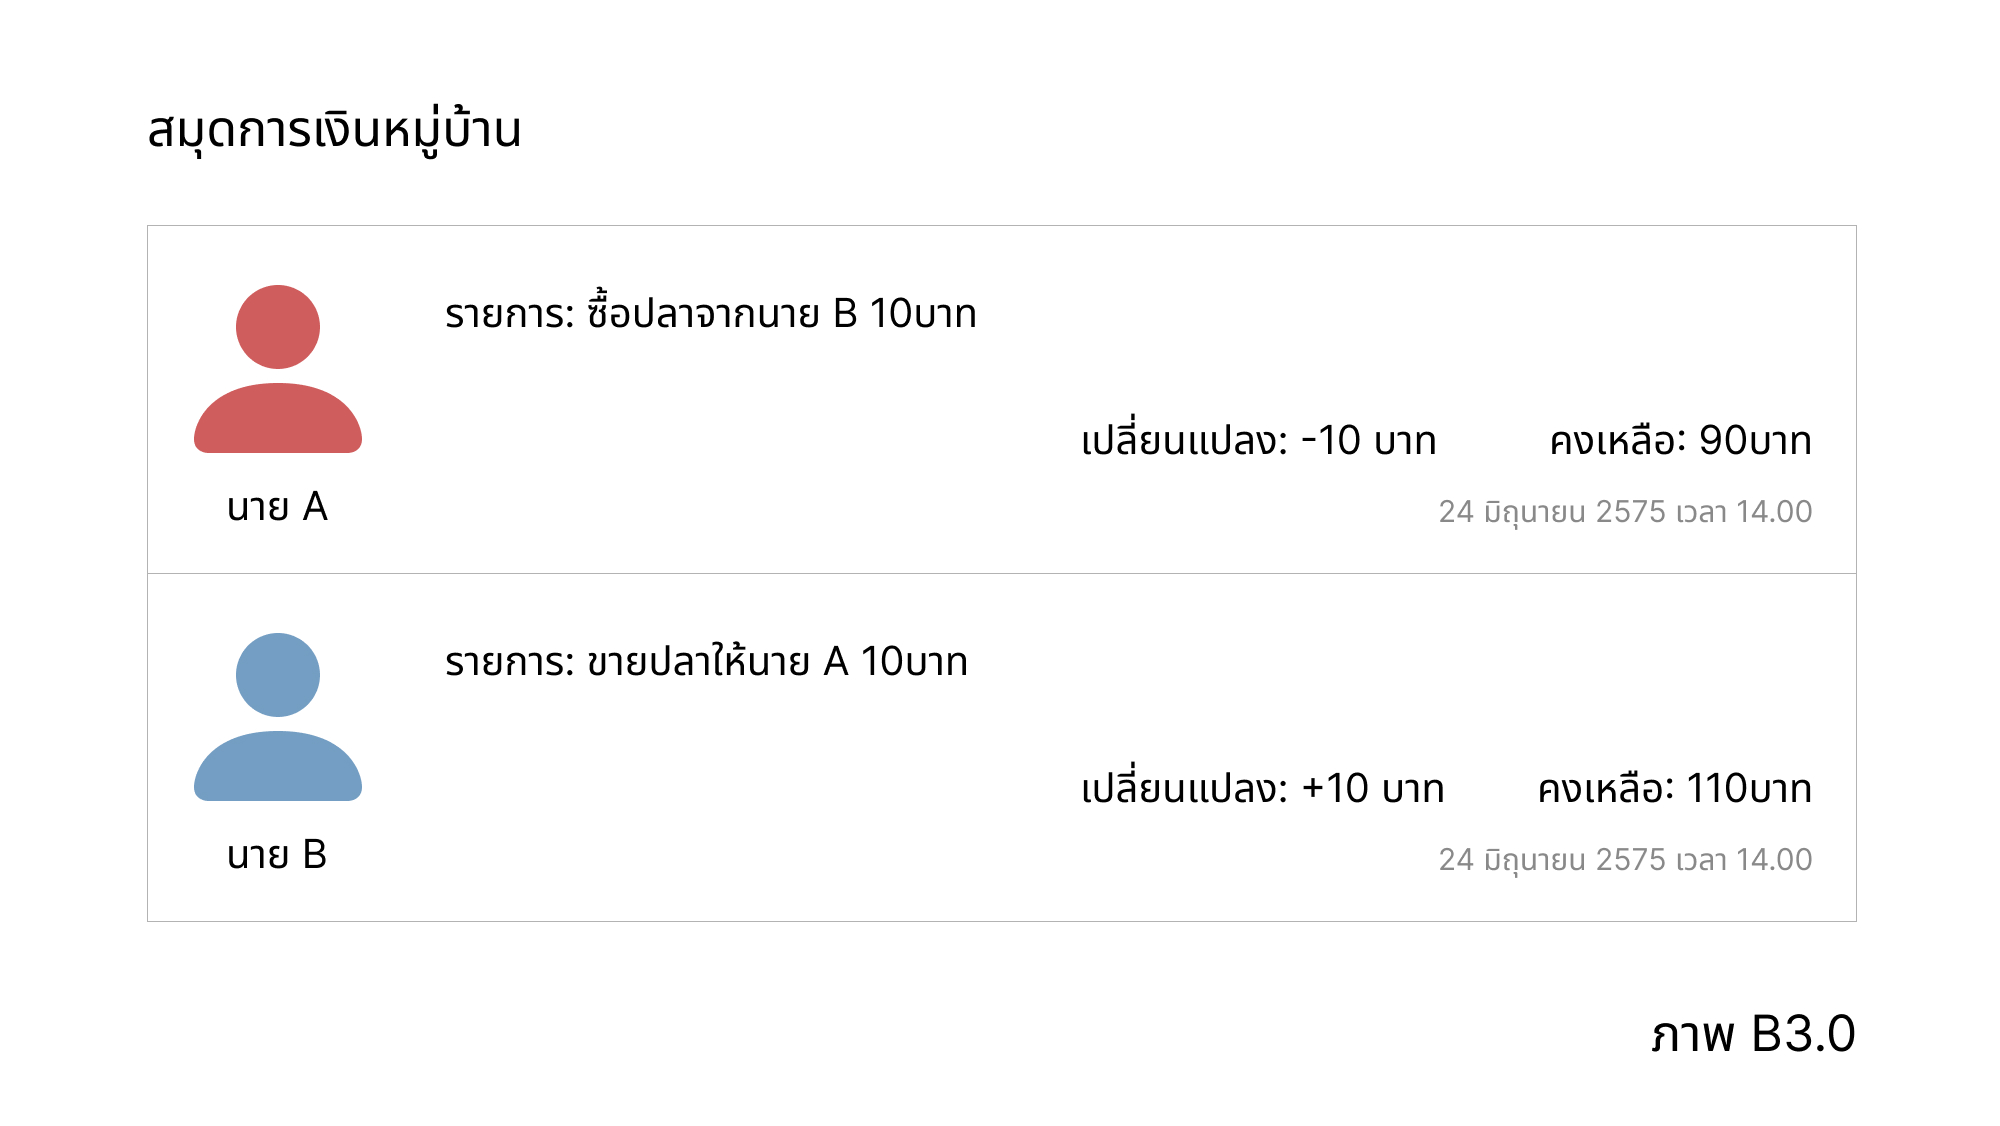 สมุดการเงินหมู่บ้าน
รายการ: ซื้อปลาจากนาย B 10บาท
เปลี่ยนแปลง: -10 บาท คงเหลือ: 90บาท
นาย A
24 มิถุนายน 2575 เวลา 14.00
รายการ: ขายปลาให้นาย A 10บาท
เปลี่ยนแปลง: +10 บาท คงเหลือ: 110บาท
นาย B
24 มิถุนายน 2575 เวลา 14.00
ภาพ B3.0